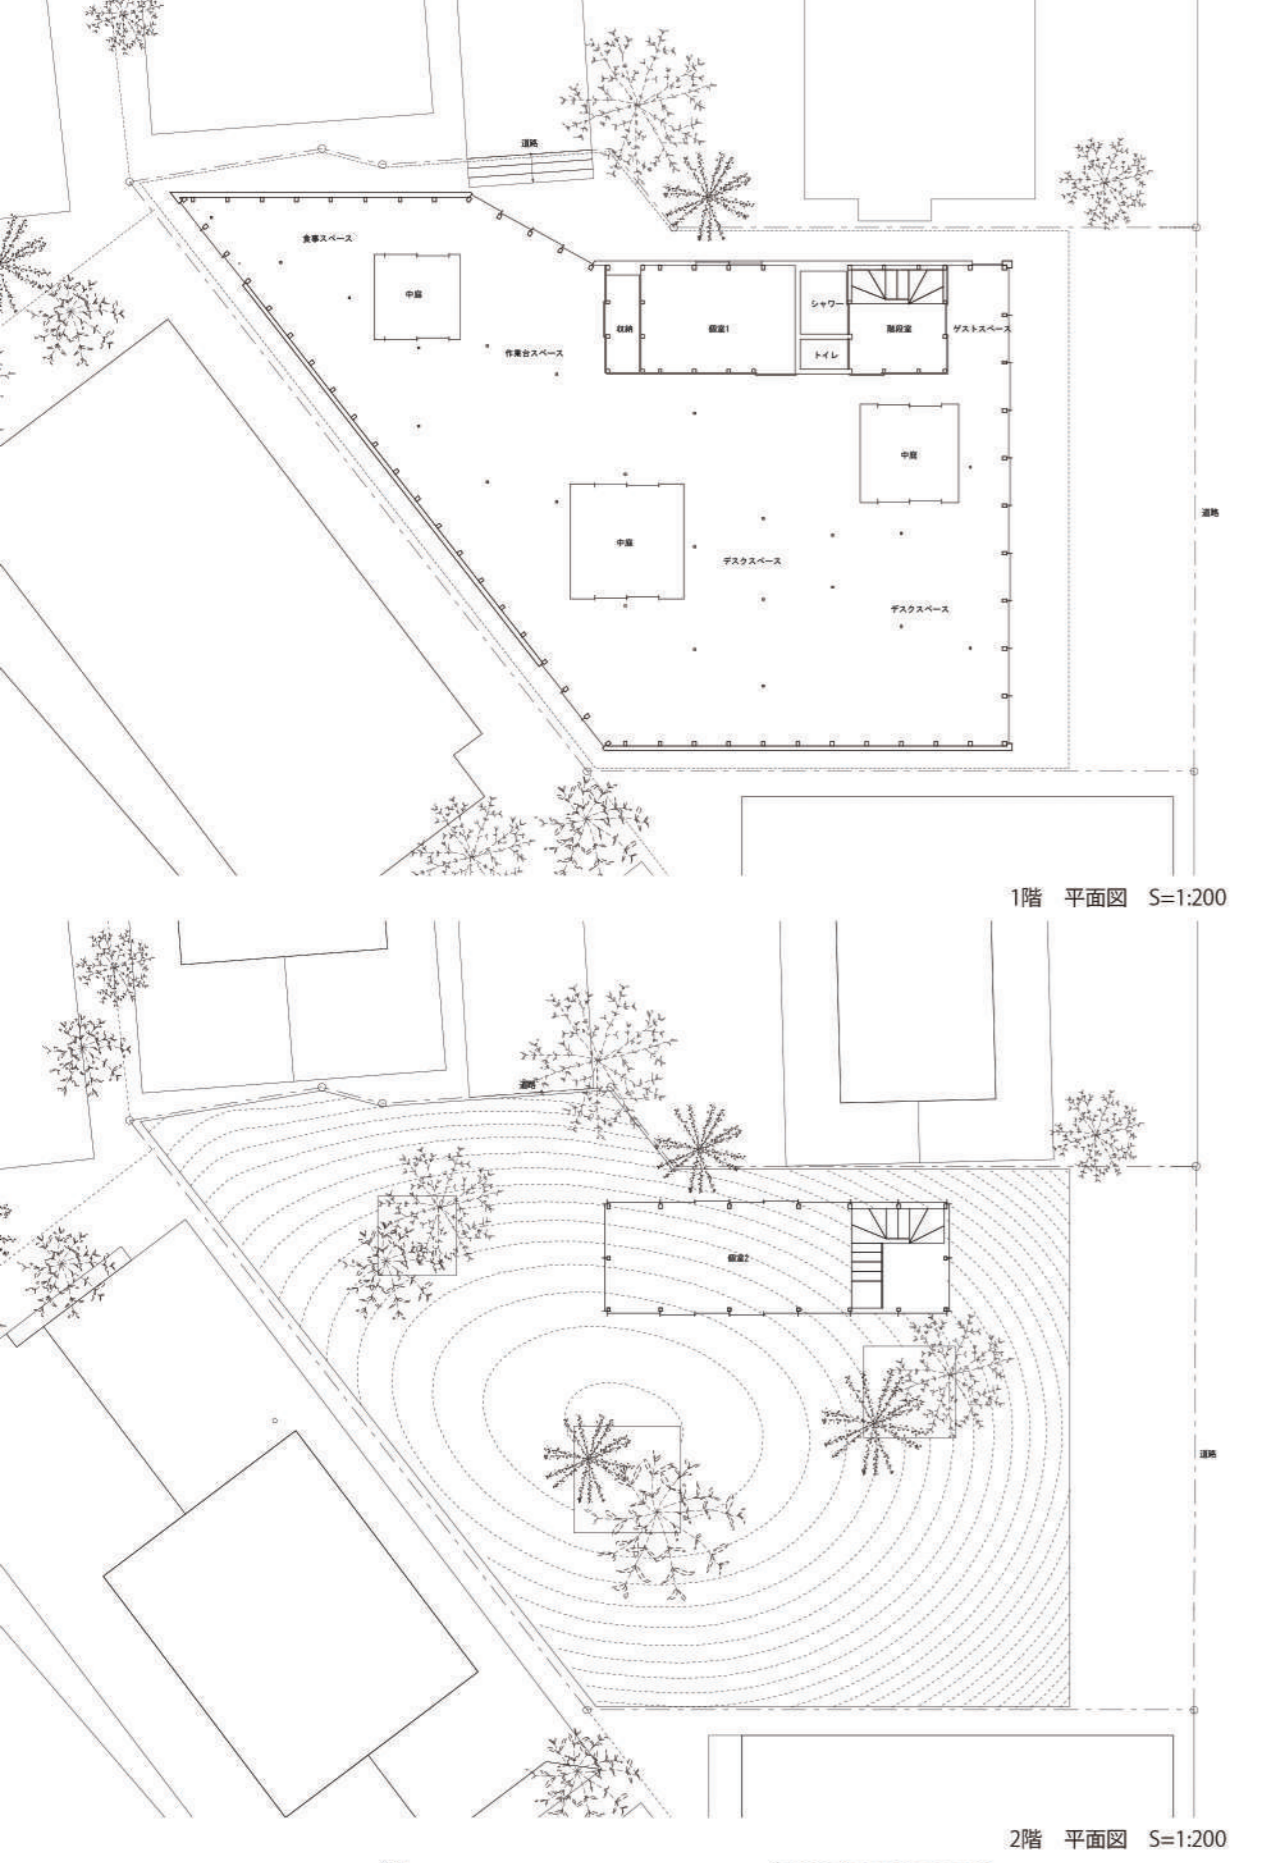 道路
食事スペース
中庭
作業台スペース
収納
個室1
シャワー
トイレ
階段室
ゲストスペース
中庭
中庭
デスクスペース
デスクスペース
道路
1階 平面図 S=1:200
道路
個室2
道路
2階 平面図 S=1:200